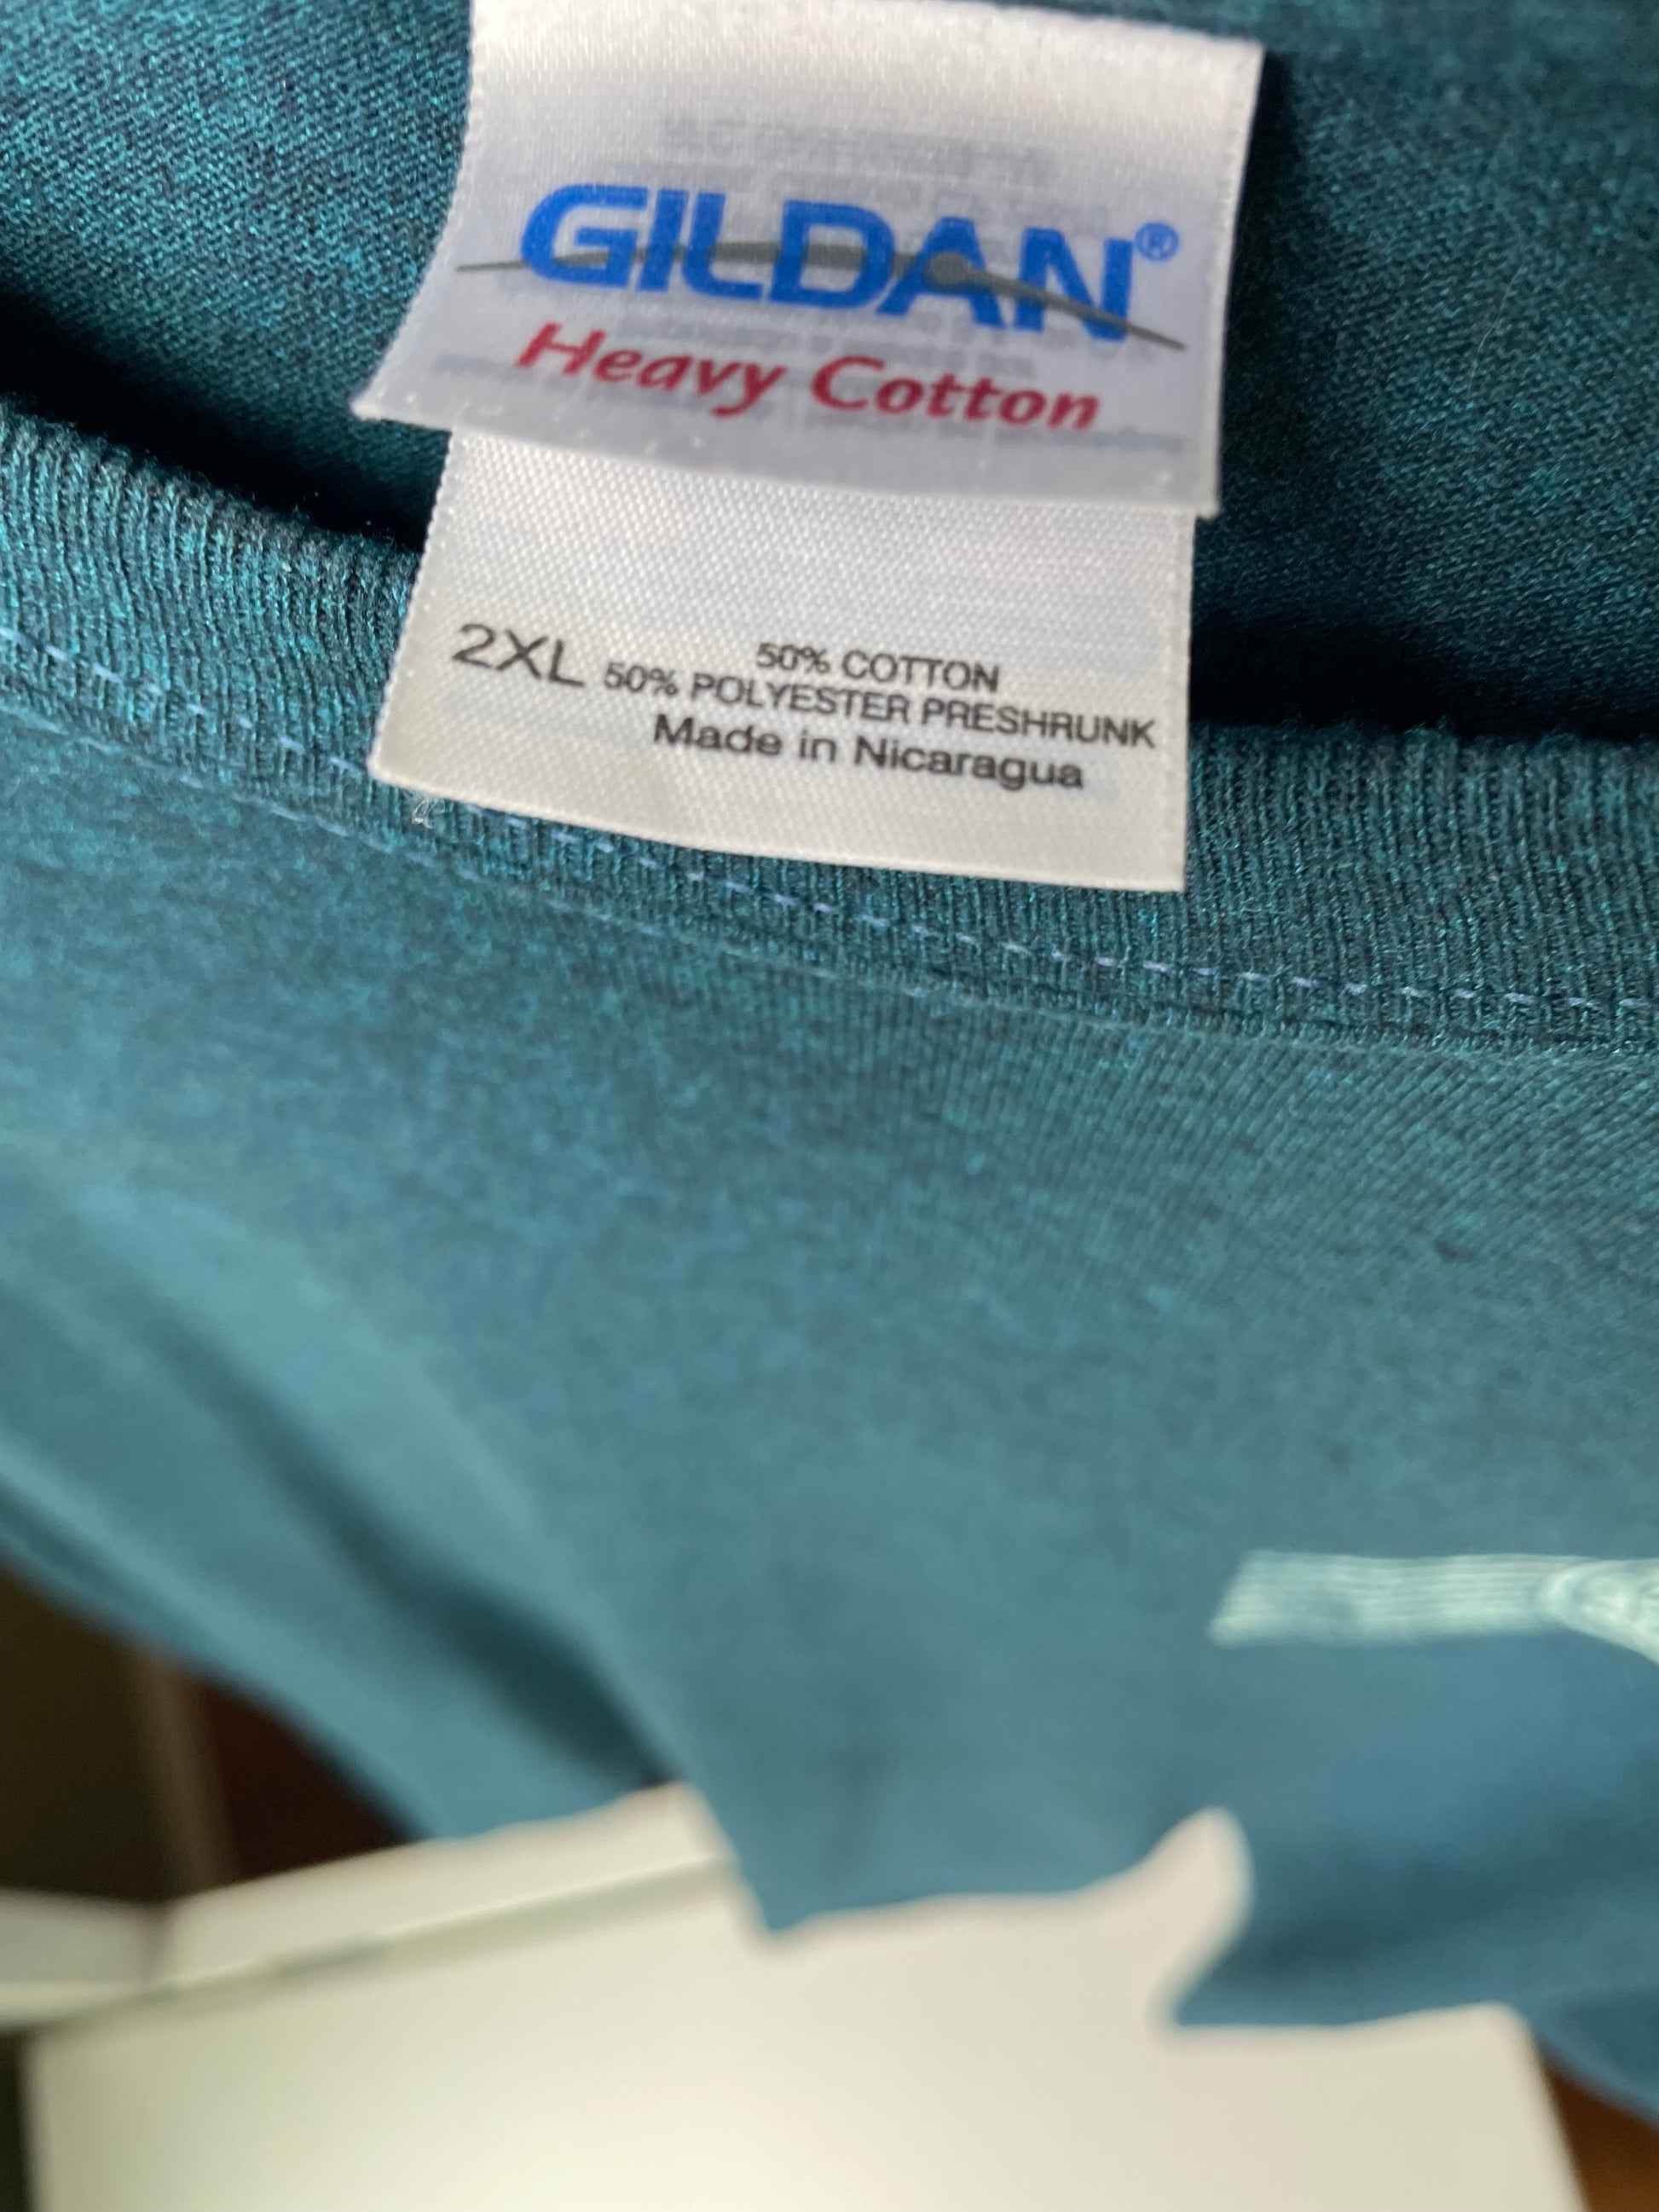 GILDAN®
Heavy Cotton
2XL
50% COTTON
50% POLYESTER PRESHRUNK
Made in Nicaragua